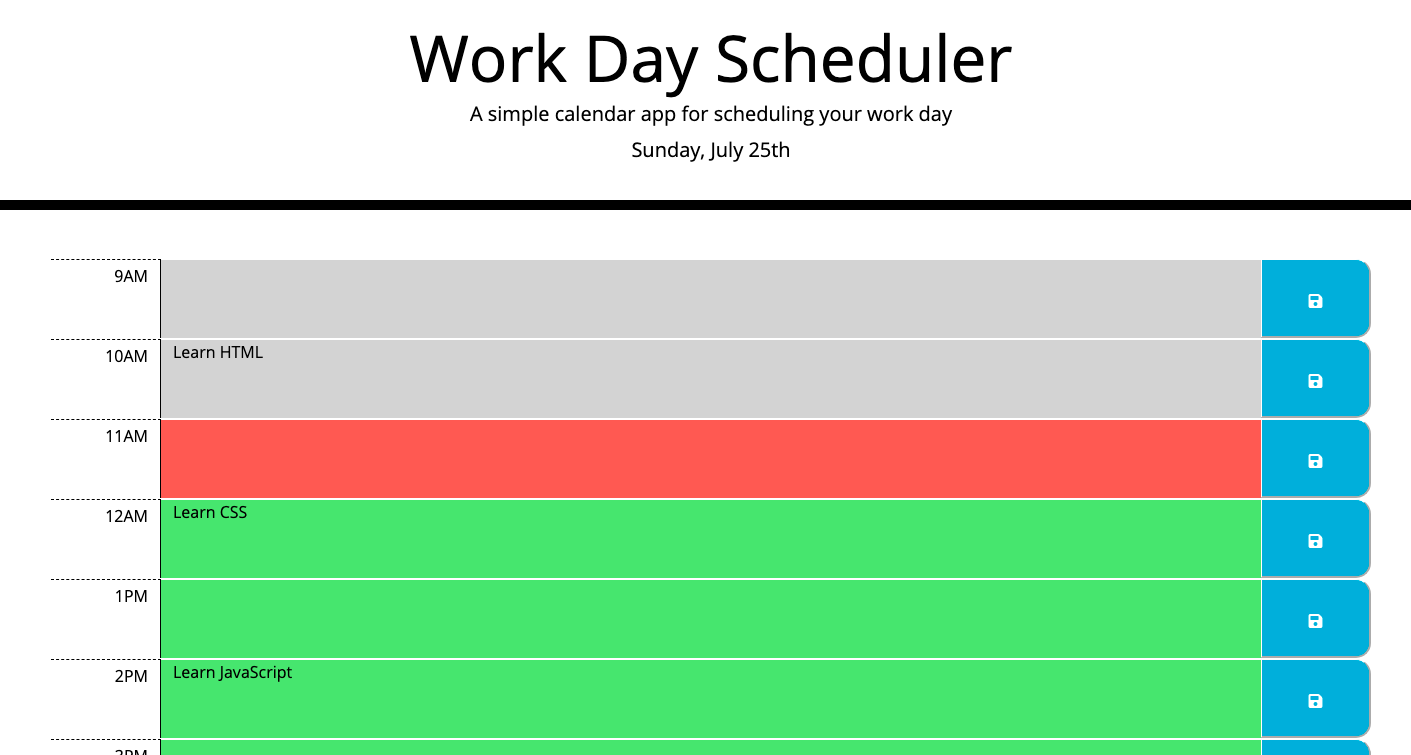 Work Day Scheduler
A simple calendar app for scheduling your work day
Sunday, July 25th
9AM
10AM Learn HTML
11AM
12AM Learn CSS
1PM
2PM Learn JavaScript
3PM